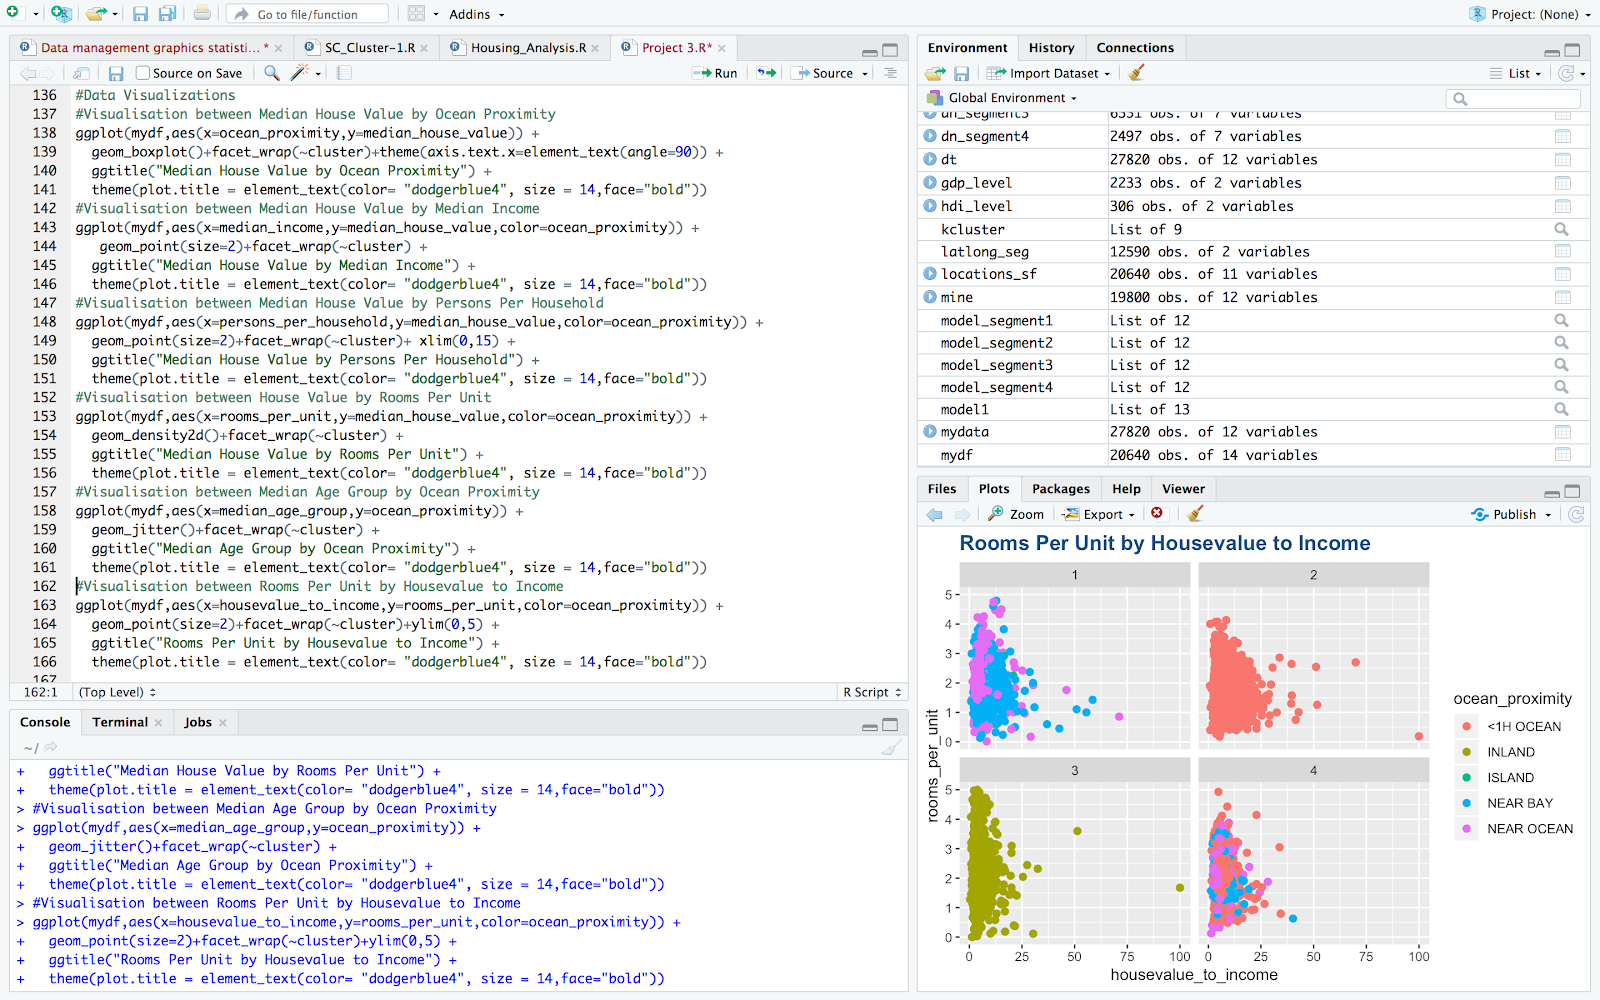 Go to file/function
Addins
Project: (None)
Data management graphics statisti... *
SC_Cluster-1.R
Housing_Analysis.R
Project 3.R*
Source on Save
Run
Source
136 #Data Visualizations
137 #Visualisation between Median House Value by Ocean Proximity
138 ggplot(mydf,aes(x=ocean_proximity,y=median_house_value)) +
139   geom_boxplot()+facet_wrap(~cluster)+theme(axis.text.x=element_text(angle=90)) +
140   ggtitle("Median House Value by Ocean Proximity") +
141   theme(plot.title = element_text(color= "dodgerblue4", size = 14,face="bold"))
142 #Visualisation between Median House Value by Median Income
143 ggplot(mydf,aes(x=median_income,y=median_house_value,color=ocean_proximity)) +
144    geom_point(size=2)+facet_wrap(~cluster) +
145   ggtitle("Median House Value by Median Income") +
146   theme(plot.title = element_text(color= "dodgerblue4", size = 14,face="bold"))
147 #Visualisation between Median House Value by Persons Per Household
148 ggplot(mydf,aes(x=persons_per_household,y=median_house_value,color=ocean_proximity)) +
149   geom_point(size=2)+facet_wrap(~cluster)+ xlim(0,15) +
150   ggtitle("Median House Value by Persons Per Household") +
151   theme(plot.title = element_text(color= "dodgerblue4", size = 14,face="bold"))
152 #Visualisation between House Value by Rooms Per Unit
153 ggplot(mydf,aes(x=rooms_per_unit,y=median_house_value,color=ocean_proximity)) +
154   geom_density2d()+facet_wrap(~cluster) +
155   ggtitle("Median House Value by Rooms Per Unit") +
156   theme(plot.title = element_text(color= "dodgerblue4", size = 14,face="bold"))
157 #Visualisation between Median Age Group by Ocean Proximity
158 ggplot(mydf,aes(x=median_age_group,y=ocean_proximity)) +
159   geom_jitter()+facet_wrap(~cluster) +
160   ggtitle("Median Age Group by Ocean Proximity") +
161   theme(plot.title = element_text(color= "dodgerblue4", size = 14,face="bold"))
162 #Visualisation between Rooms Per Unit by Housevalue to Income
163 ggplot(mydf,aes(x=housevalue_to_income,y=rooms_per_unit,color=ocean_proximity)) +
164   geom_point(size=2)+facet_wrap(~cluster)+ylim(0,5) +
165   ggtitle("Rooms Per Unit by Housevalue to Income") +
166   theme(plot.title = element_text(color= "dodgerblue4", size = 14,face="bold"))
167
162:1 (Top Level) R Script
Console Terminal Jobs
~/
+   ggtitle("Median House Value by Rooms Per Unit") +
+   theme(plot.title = element_text(color= "dodgerblue4", size = 14,face="bold"))
> #Visualisation between Median Age Group by Ocean Proximity
> ggplot(mydf,aes(x=median_age_group,y=ocean_proximity)) +
+   geom_jitter()+facet_wrap(~cluster) +
+   ggtitle("Median Age Group by Ocean Proximity") +
+   theme(plot.title = element_text(color= "dodgerblue4", size = 14,face="bold"))
> #Visualisation between Rooms Per Unit by Housevalue to Income
> ggplot(mydf,aes(x=housevalue_to_income,y=rooms_per_unit,color=ocean_proximity)) +
+   geom_point(size=2)+facet_wrap(~cluster)+ylim(0,5) +
+   ggtitle("Rooms Per Unit by Housevalue to Income") +
+   theme(plot.title = element_text(color= "dodgerblue4", size = 14,face="bold"))
Environment History Connections
Import Dataset List
Global Environment
dn_segment3 6551 obs. of 7 variables
dn_segment4 2497 obs. of 7 variables
dt 27820 obs. of 12 variables
gdp_level 2233 obs. of 2 variables
hdi_level 306 obs. of 2 variables
kcluster List of 9
latlong_seg 12590 obs. of 2 variables
locations_sf 20640 obs. of 11 variables
mine 19800 obs. of 12 variables
model_segment1 List of 12
model_segment2 List of 12
model_segment3 List of 12
model_segment4 List of 12
model1 List of 13
mydata 27820 obs. of 12 variables
mydf 20640 obs. of 14 variables
Files Plots Packages Help Viewer
Zoom Export Publish
Rooms Per Unit by Housevalue to Income
1 2
5
4
3
2
1
0
3 4
5
4
3
2
1
0
0 25 50 75 100 0 25 50 75 100
housevalue_to_income
rooms_per_unit
ocean_proximity
<1H OCEAN
INLAND
ISLAND
NEAR BAY
NEAR OCEAN